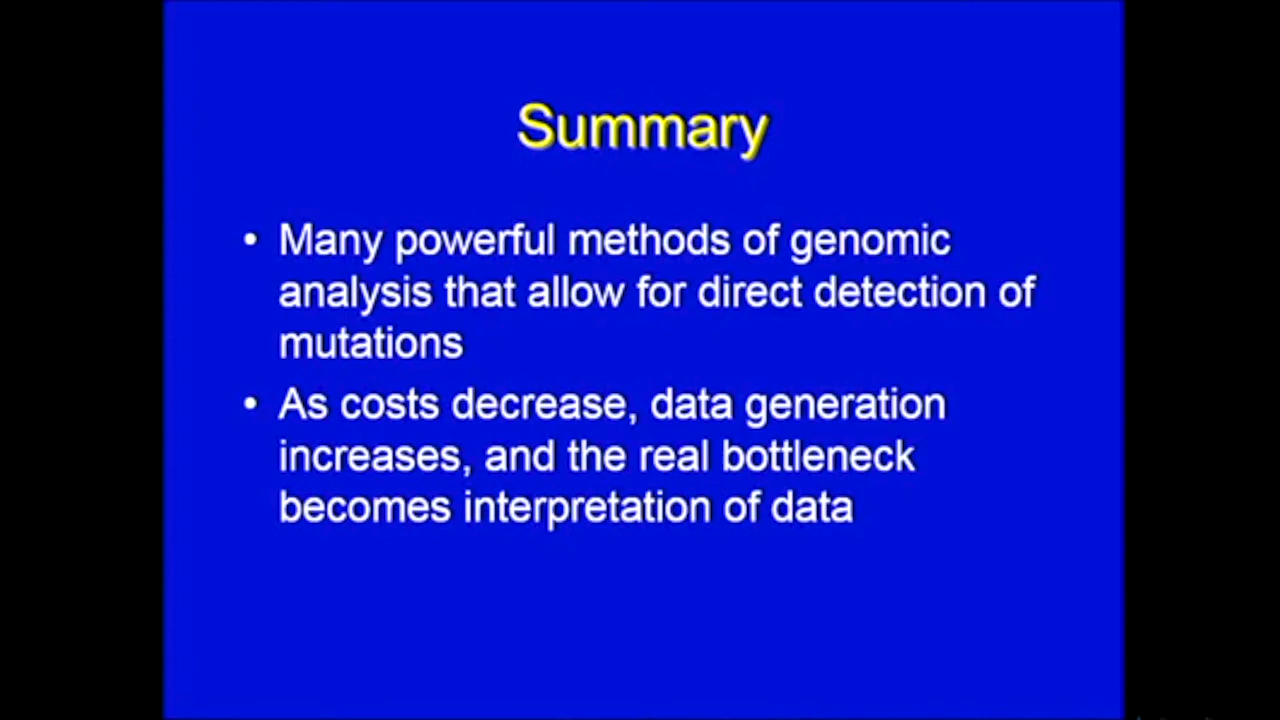 Summary
• Many powerful methods of genomic
analysis that allow for direct detection of
mutations
• As costs decrease, data generation
increases, and the real bottleneck
becomes interpretation of data